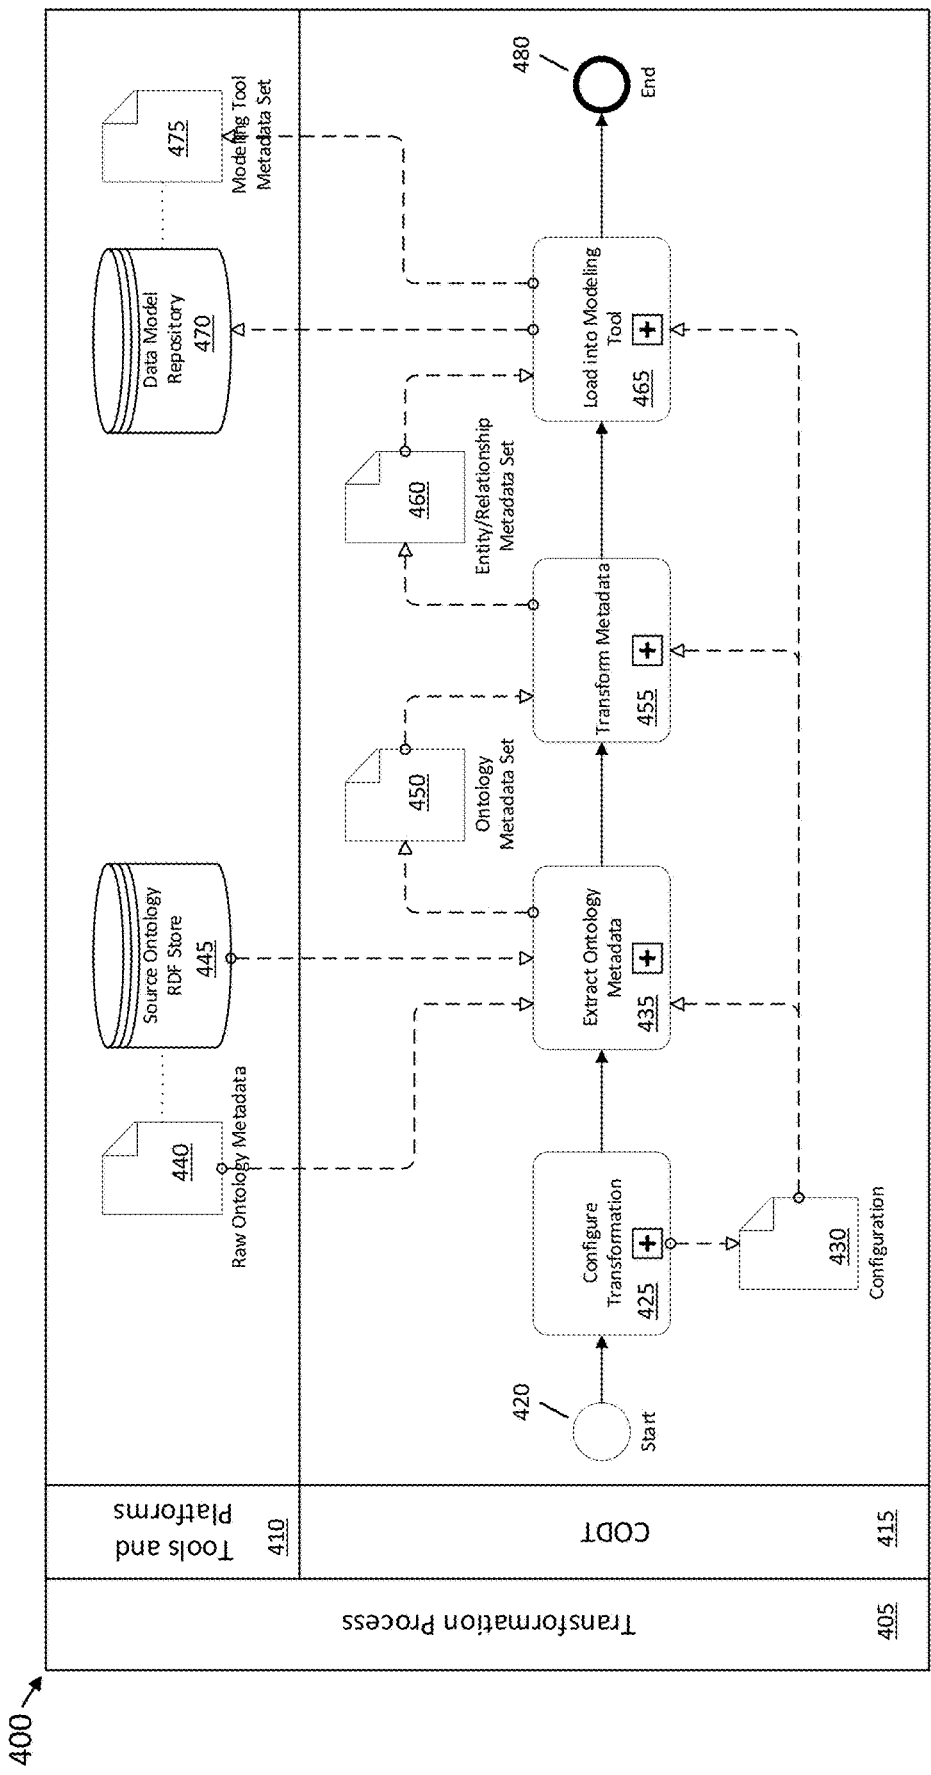 400
Transformation Process
405
Tools and
Platforms
410
CODT
415
440
Raw Ontology Metadata
Source Ontology
RDF Store
445
Data Model
Repository
470
475
Modeling Tool
Metadata Set
450
Ontology
Metadata Set
460
Entity/Relationship
Metadata Set
420
Start
Configure
Transformation
425
Extract Ontology
Metadata
435
Transform Metadata
455
Load into Modeling
Tool
465
480
End
430
Configuration